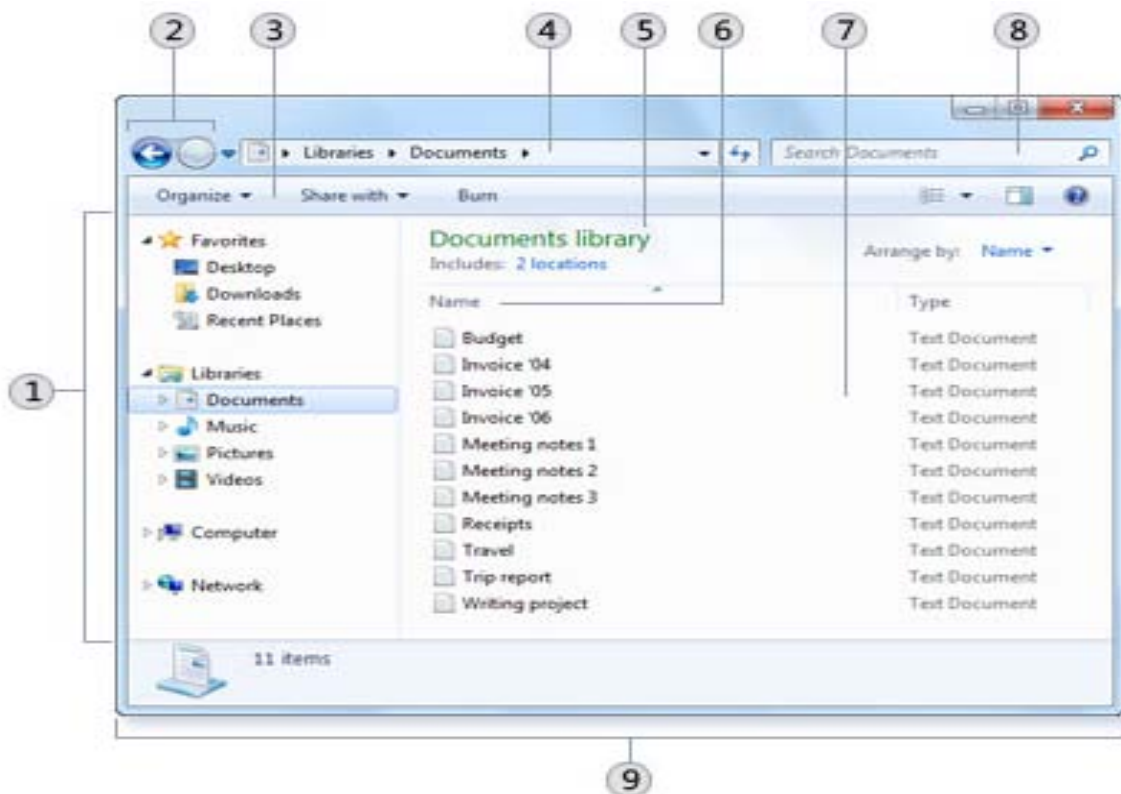 2 3 4 5 6 7 8
Libraries Documents Search Documents
Organize Share with Burn
Favorites
Desktop
Downloads
Recent Places
Libraries
Documents
Music
Pictures
Videos
Computer
Network
1
Documents library
Includes: 2 locations
Arrange by: Name
Name Type
Budget Text Document
Invoice '04 Text Document
Invoice '05 Text Document
Invoice '06 Text Document
Meeting notes 1 Text Document
Meeting notes 2 Text Document
Meeting notes 3 Text Document
Receipts Text Document
Travel Text Document
Trip report Text Document
Writing project Text Document
11 items
9